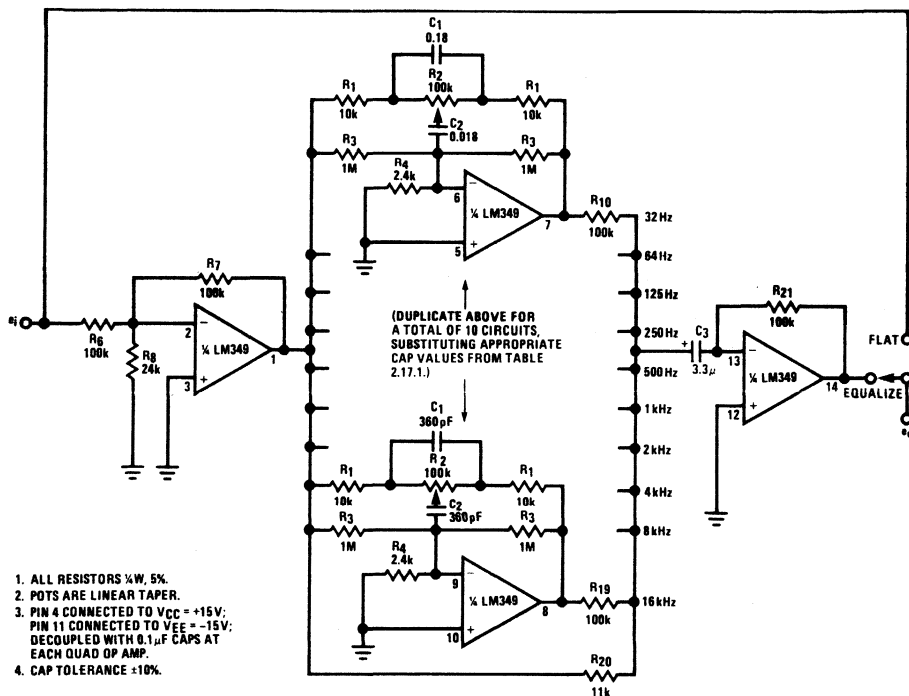 C1
0.18
R1
R2
100k
R1
10k
10k
C2
0.018
R3
R3
1M
1M
R4
2.4k
6
¼ LM349
7
5
R10
100k
32 Hz
64 Hz
125 Hz
250 Hz
500 Hz
1 kHz
2 kHz
4 kHz
8 kHz
16 kHz
R7
100k
ei
R6
100k
2
R8
24k
¼ LM349
1
3
(DUPLICATE ABOVE FOR
A TOTAL OF 10 CIRCUITS,
SUBSTITUTING APPROPRIATE
CAP VALUES FROM TABLE
2.17.1.)
R21
100k
C3
+
3.3µ
13
¼ LM349
14
12
FLAT
EQUALIZE
C1
360pF
R1
R2
100k
R1
10k
10k
C2
360pF
R3
R3
1M
1M
R4
2.4k
9
¼ LM349
8
10
R19
100k
R20
11k
1. ALL RESISTORS ¼W, 5%.
2. POTS ARE LINEAR TAPER.
3. PIN 4 CONNECTED TO VCC = +15V;
PIN 11 CONNECTED TO VEE = −15V;
DECOUPLED WITH 0.1µF CAPS AT
EACH QUAD OP AMP.
4. CAP TOLERANCE ±10%.